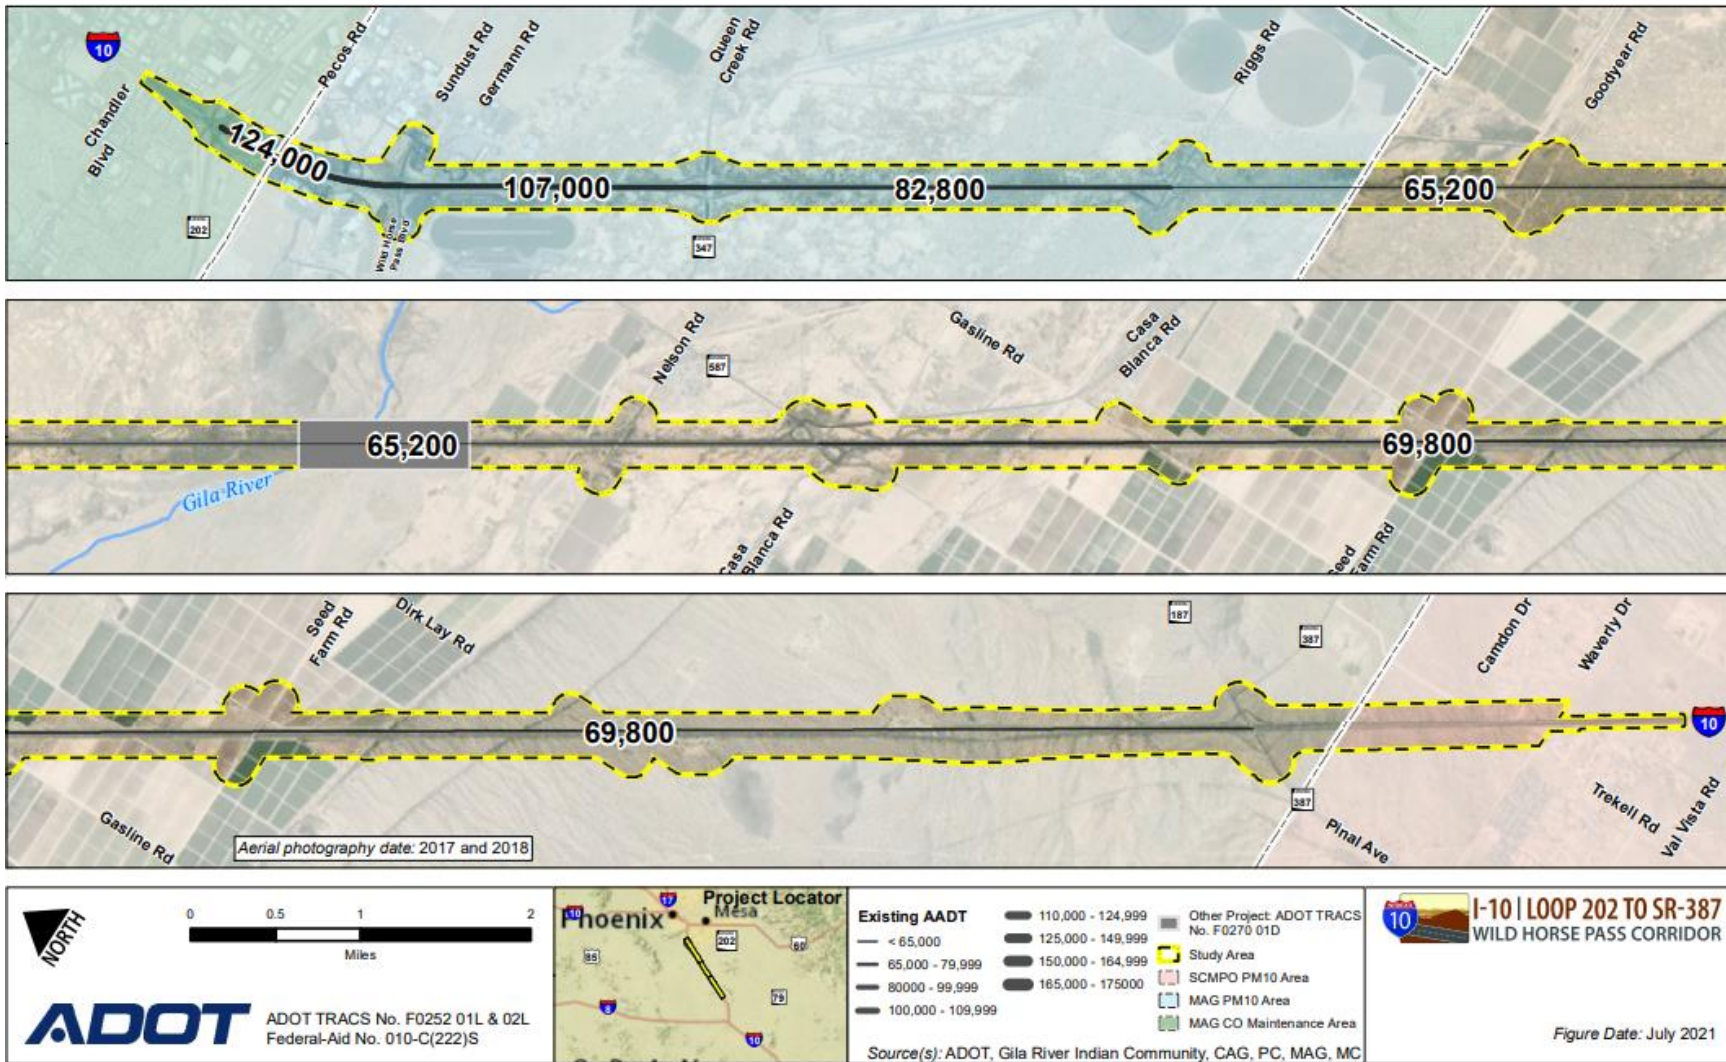 10
Chandler
Blvd
202
Pecos Rd
Sundust Rd
Germann Rd
Wild Horse
Pass Blvd
Queen
Creek Rd
347
Riggs Rd
Goodyear Rd
124,000
107,000
82,800
65,200
Gila River
65,200
Nelson Rd
587
Gasline Rd
Casa
Blanca Rd
Casa
Blanca Rd
69,800
Seed
Farm Rd
Seed
Farm Rd
Dirk Lay Rd
Gasline Rd
69,800
187
387
387
Pinal Ave
Camdon Dr
Waverly Dr
10
Trekell Rd
Val Vista Rd
Aerial photography date: 2017 and 2018
NORTH
0 0.5 1 2
Miles
ADOT
ADOT TRACS No. F0252 01L & 02L
Federal-Aid No. 010-C(222)S
Project Locator
10
17
Phoenix
Mesa
202
60
85
79
8
10
Existing AADT
< 65,000
65,000 - 79,999
80000 - 99,999
100,000 - 109,999
110,000 - 124,999
125,000 - 149,999
150,000 - 164,999
165,000 - 175000
Other Project: ADOT TRACS
No. F0270 01D
Study Area
SCMPO PM10 Area
MAG PM10 Area
MAG CO Maintenance Area
Source(s): ADOT, Gila River Indian Community, CAG, PC, MAG, MC
10
I-10 | LOOP 202 TO SR-387
WILD HORSE PASS CORRIDOR
Figure Date: July 2021